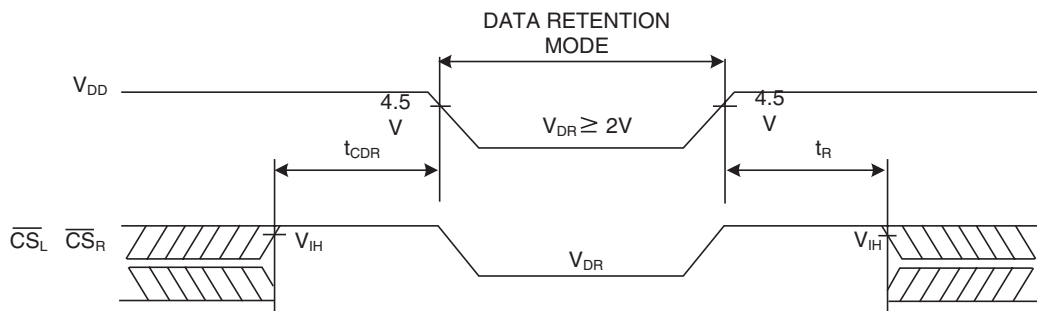 DATA RETENTION
MODE
VDD
4.5
V
4.5
V
VDR ≥ 2V
tCDR
tR
CSL CSR
VIH
VIH
VDR